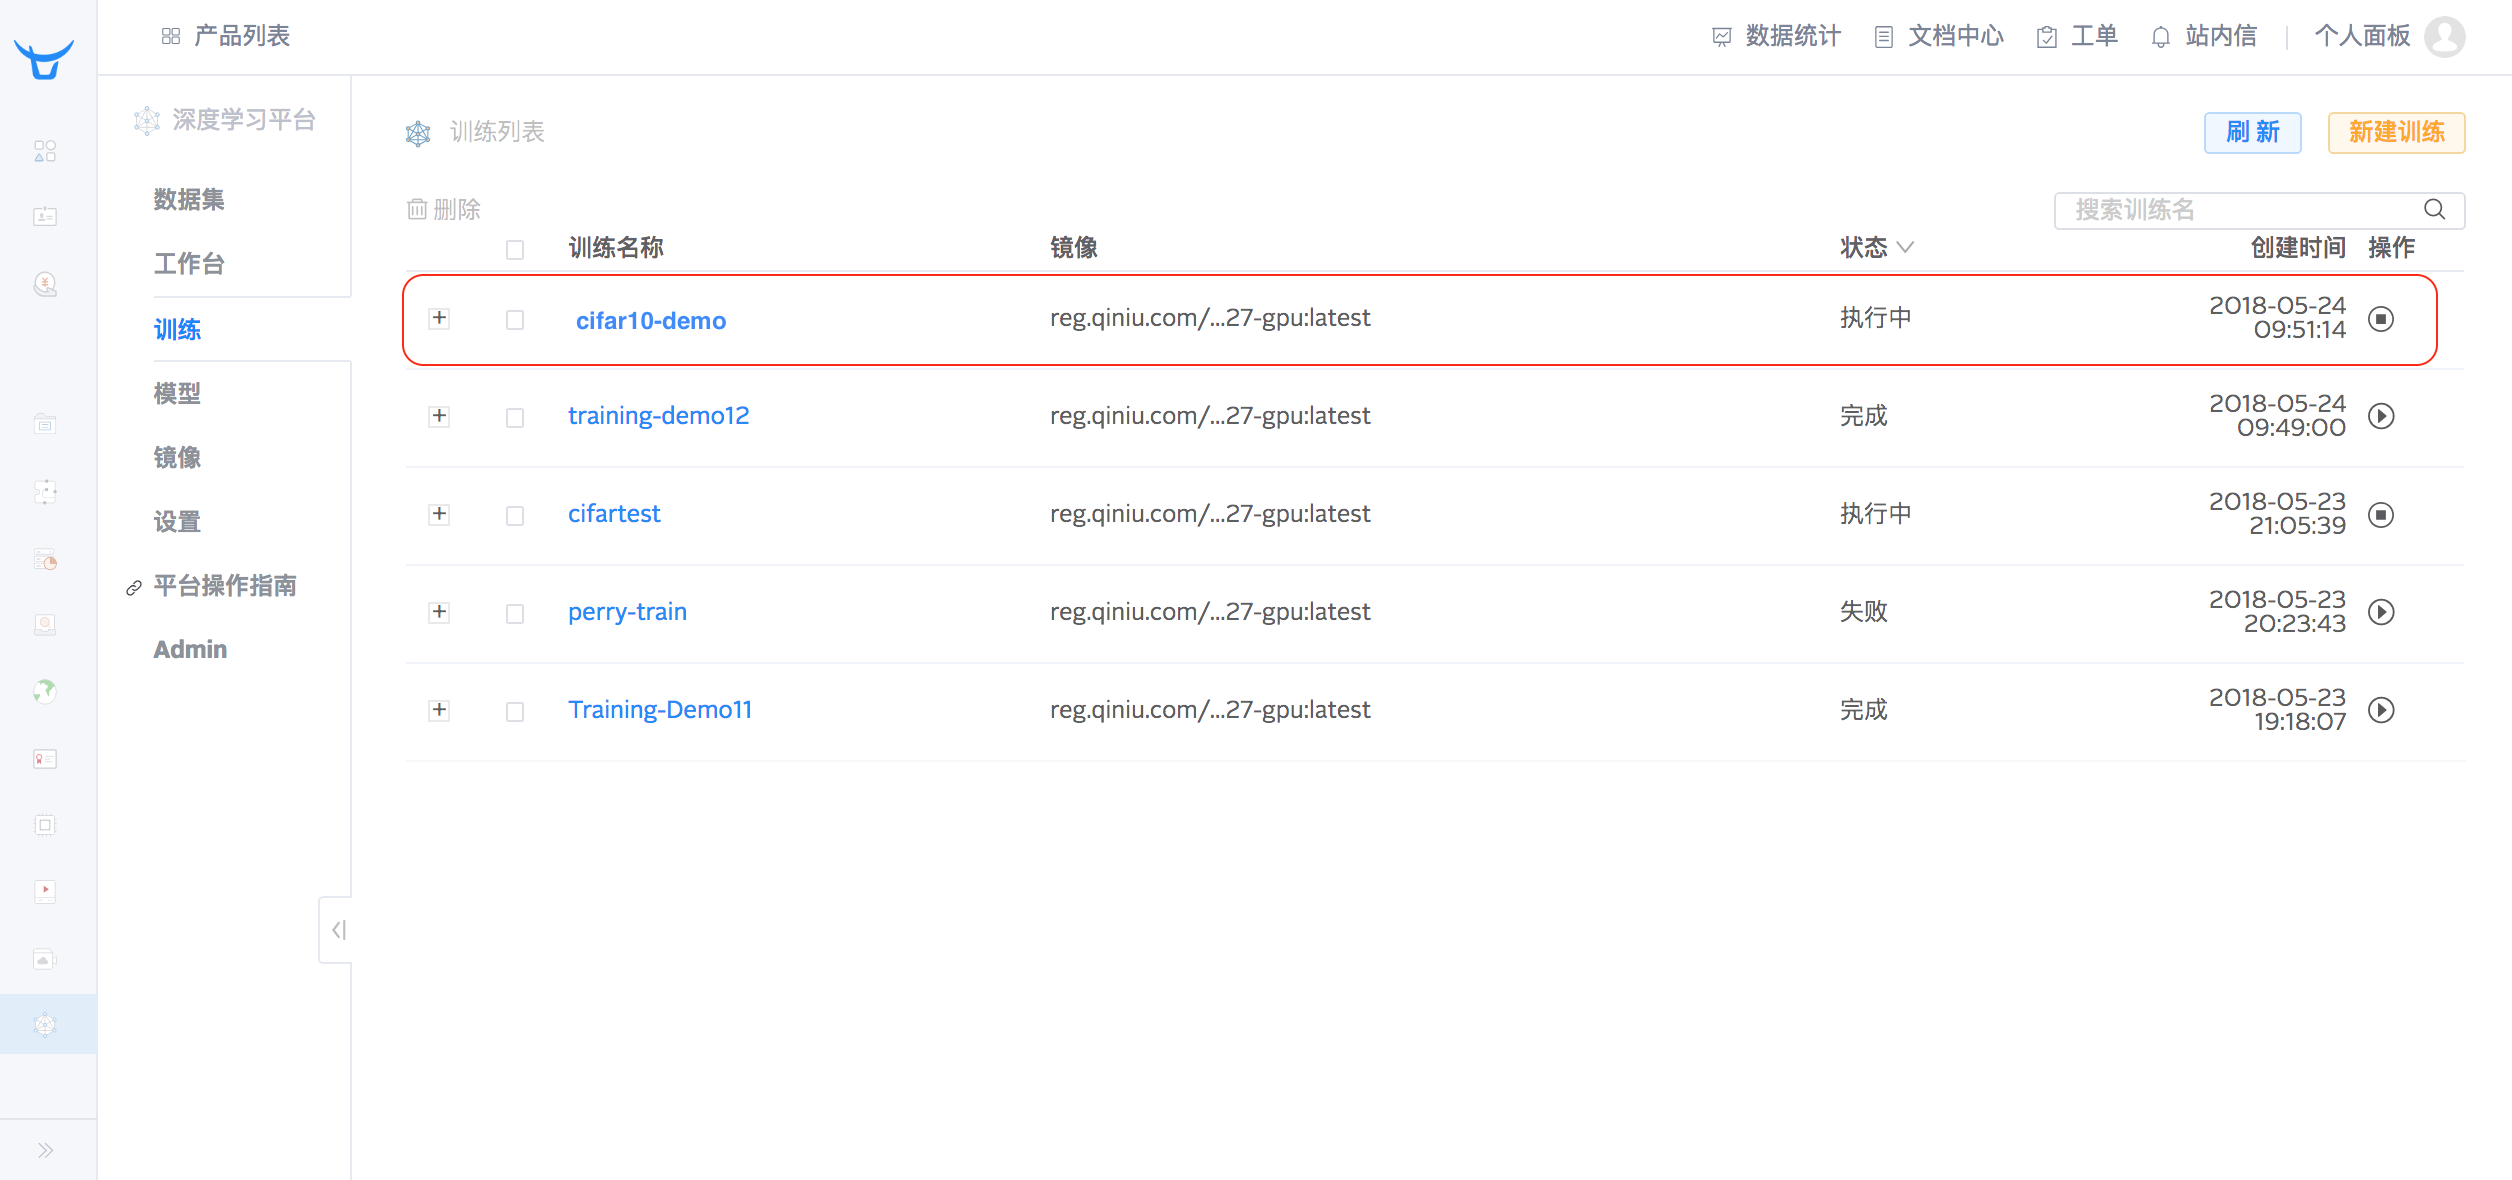 产品列表
数据统计
文档中心
工单
站内信
个人面板
深度学习平台
数据集
工作台
训练
模型
镜像
设置
平台操作指南
Admin
训练列表
刷 新
新建训练
删除
搜索训练名
训练名称 镜像 状态 创建时间 操作
cifar10-demo reg.qiniu.com/...27-gpu:latest 执行中 2018-05-24
09:51:14
training-demo12 reg.qiniu.com/...27-gpu:latest 完成 2018-05-24
09:49:00
cifartest reg.qiniu.com/...27-gpu:latest 执行中 2018-05-23
21:05:39
perry-train reg.qiniu.com/...27-gpu:latest 失败 2018-05-23
20:23:43
Training-Demo11 reg.qiniu.com/...27-gpu:latest 完成 2018-05-23
19:18:07